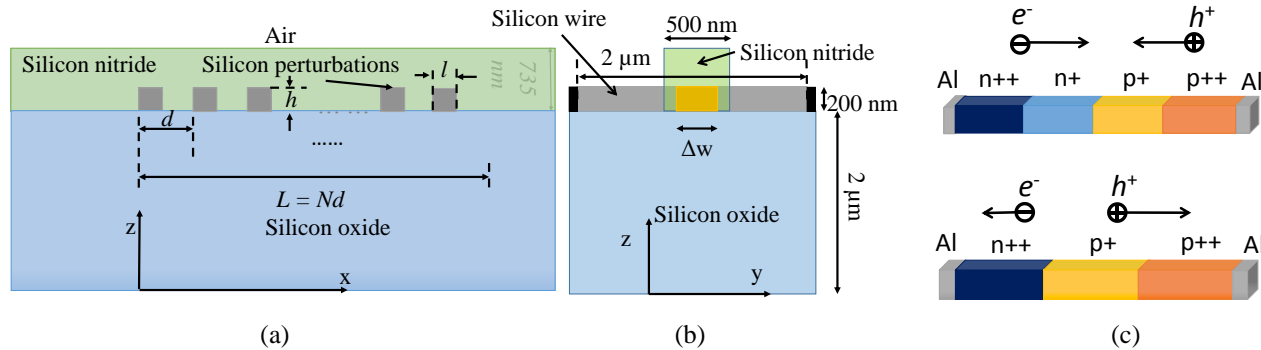 Air
Silicon nitride
Silicon perturbations
l
h
735
nm
d
... ...
......
L = Nd
Silicon oxide
z
x
(a)
Silicon wire
500 nm
Silicon nitride
2 μm
200 nm
Δw
2 μm
Silicon oxide
z
y
(b)
e-
h+
Al
n++
n+
p+
p++
Al
e-
h+
Al
n++
p+
p++
Al
(c)